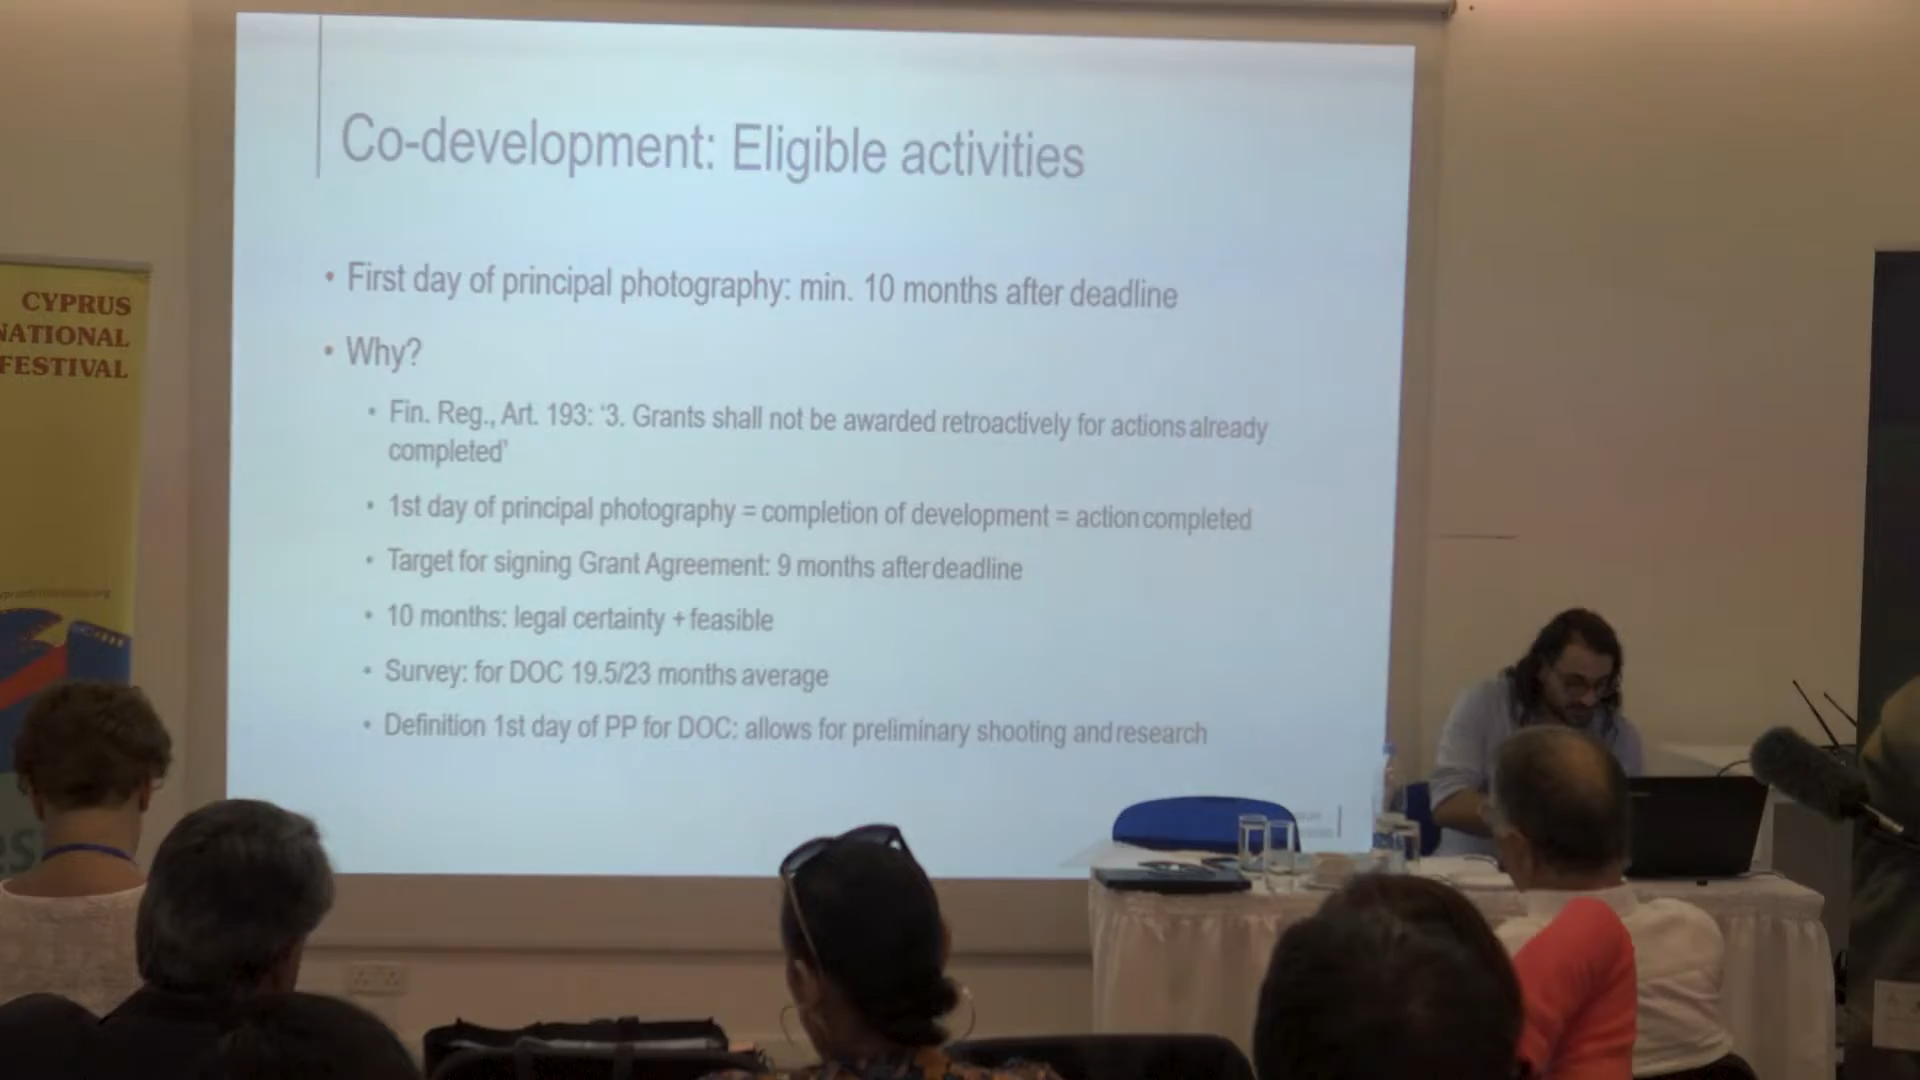 Co-development: Eligible activities
• First day of principal photography: min. 10 months after deadline
• Why?
• Fin. Reg., Art. 193: '3. Grants shall not be awarded retroactively for actions already
completed'
• 1st day of principal photography = completion of development = action completed
• Target for signing Grant Agreement: 9 months after deadline
• 10 months: legal certainty + feasible
• Survey: for DOC 19.5/23 months average
• Definition 1st day of PP for DOC: allows for preliminary shooting and research
CYPRUS
NATIONAL
FESTIVAL
es